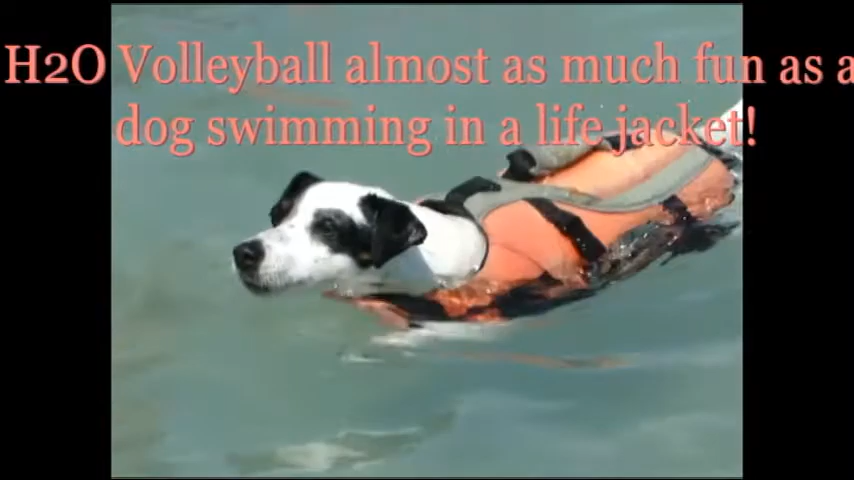 H2O Volleyball almost as much fun as a
dog swimming in a life jacket!